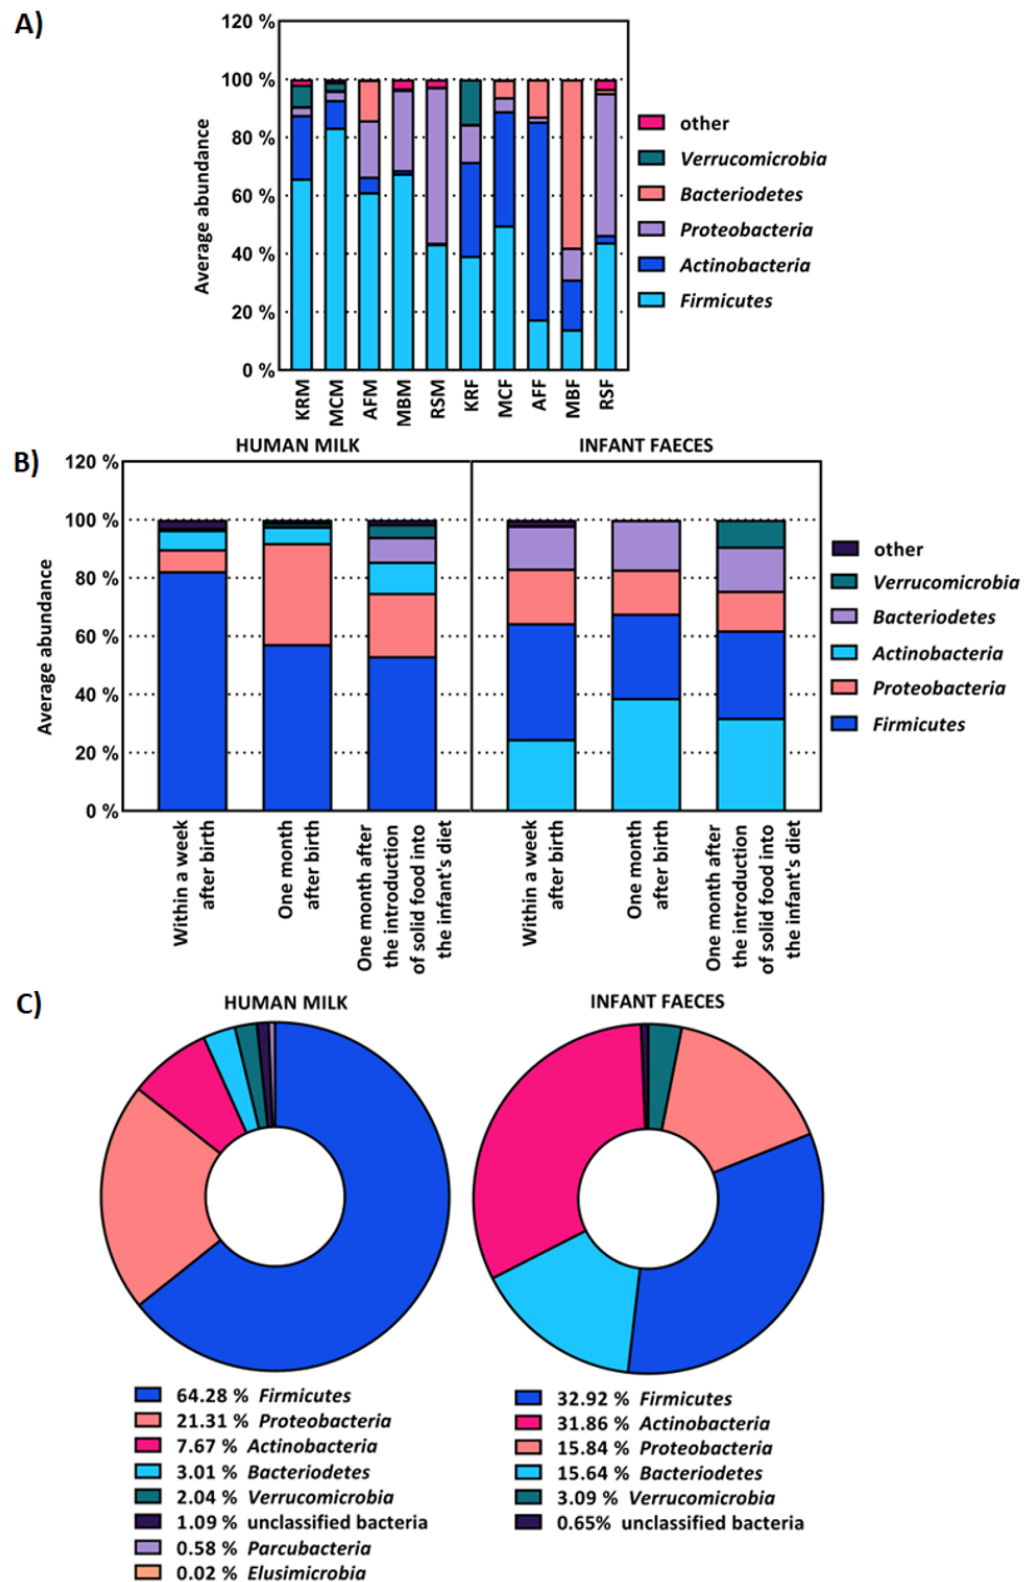 A)
120 %
100 %
80 %
60 %
40 %
20 %
0 %
Average abundance
KRM
MCM
AFM
MBM
RSM
KRF
MCF
AFF
MBF
RSF
other
Verrucomicrobia
Bacteriodetes
Proteobacteria
Actinobacteria
Firmicutes
B)
HUMAN MILK
INFANT FAECES
120 %
100 %
80 %
60 %
40 %
20 %
0 %
Average abundance
Within a week
after birth
One month
after birth
One month after
the introduction
of solid food into
the infant's diet
Within a week
after birth
One month
after birth
One month after
the introduction
of solid food into
the infant's diet
other
Verrucomicrobia
Bacteriodetes
Actinobacteria
Proteobacteria
Firmicutes
C)
HUMAN MILK
64.28 % Firmicutes
21.31 % Proteobacteria
7.67 % Actinobacteria
3.01 % Bacteriodetes
2.04 % Verrucomicrobia
1.09 % unclassified bacteria
0.58 % Parcubacteria
0.02 % Elusimicrobia
INFANT FAECES
32.92 % Firmicutes
31.86 % Actinobacteria
15.84 % Proteobacteria
15.64 % Bacteriodetes
3.09 % Verrucomicrobia
0.65% unclassified bacteria